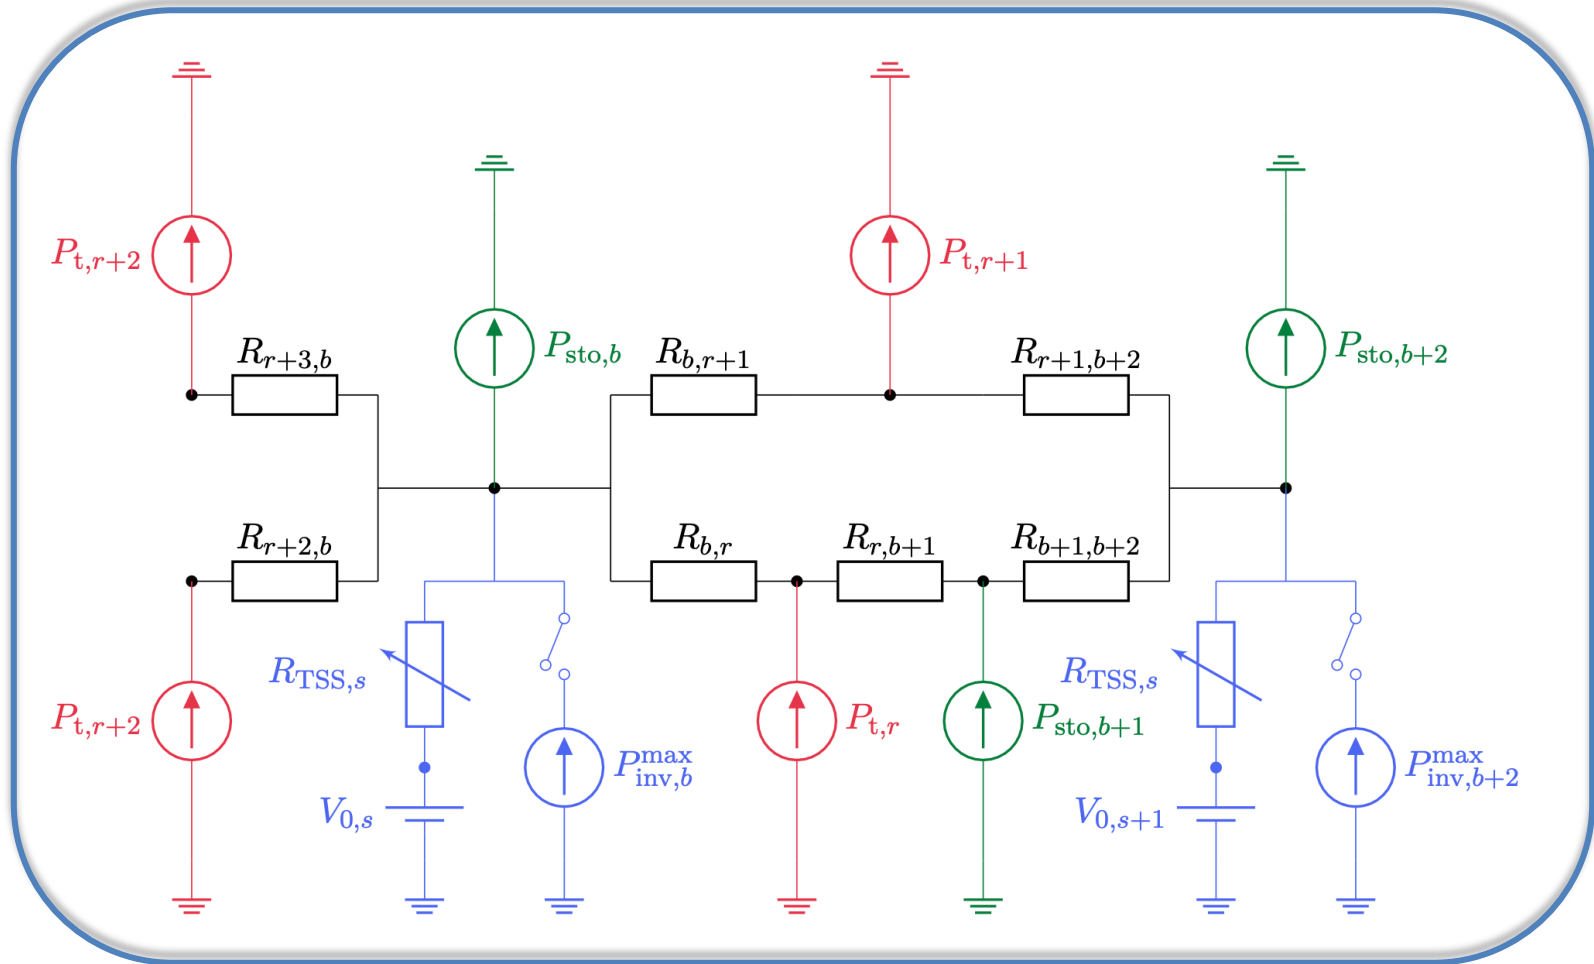 P_{t,r+2}
P_{t,r+1}
R_{r+3,b}
P_{sto,b}
R_{b,r+1}
R_{r+1,b+2}
P_{sto,b+2}
R_{r+2,b}
R_{b,r}
R_{r,b+1}
R_{b+1,b+2}
R_{TSS,s}
R_{TSS,s}
P_{t,r+2}
P_{t,r}
P_{sto,b+1}
P_{inv,b}^{max}
P_{inv,b+2}^{max}
V_{0,s}
V_{0,s+1}